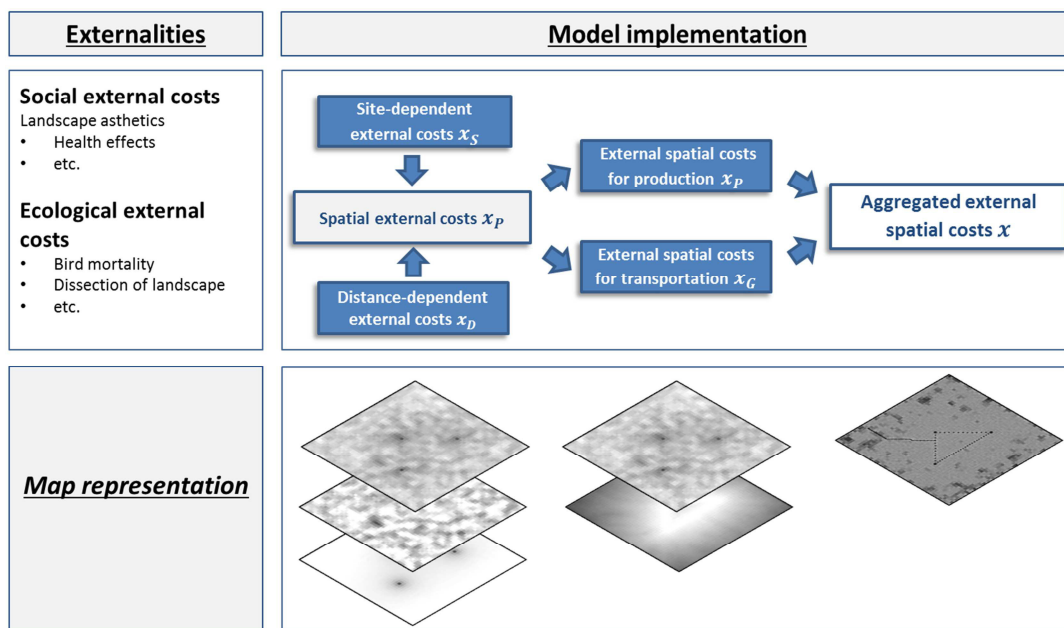 Externalities
Model implementation
Social external costs
Landscape asthetics
• Health effects
• etc.
Ecological external
costs
• Bird mortality
• Dissection of landscape
• etc.
Site-dependent
external costs x_S
Spatial external costs x_P
Distance-dependent
external costs x_D
External spatial costs
for production x_P
External spatial costs
for transportation x_G
Aggregated external
spatial costs x
Map representation